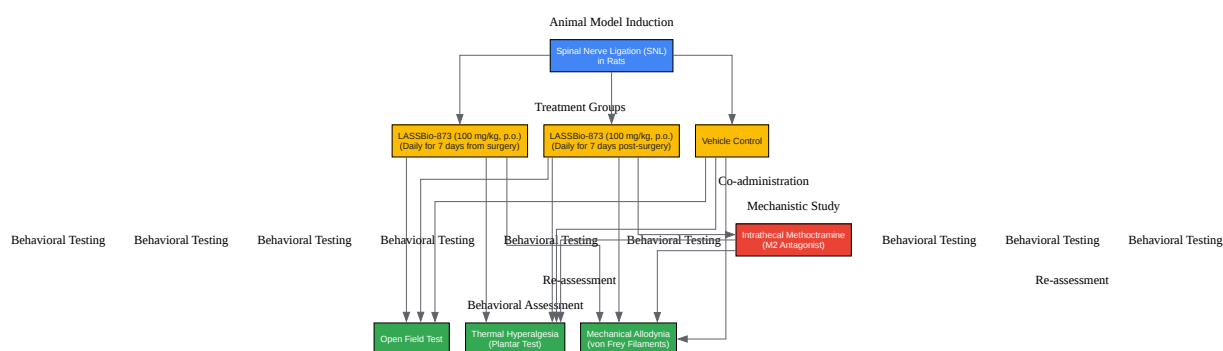 Animal Model Induction
Spinal Nerve Ligation (SNL)
in Rats
Treatment Groups
LASSBio-873 (100 mg/kg, p.o.)
(Daily for 7 days from surgery)
LASSBio-873 (100 mg/kg, p.o.)
(Daily for 7 days post-surgery)
Vehicle Control
Co-administration
Mechanistic Study
Behavioral Testing
Behavioral Testing
Behavioral Testing
Behavioral Testing
Behavioral Testing
Behavioral Testing
Intrathecal Methoctramine
(M2 Antagonist)
Behavioral Testing
Behavioral Testing
Behavioral Testing
Re-assessment
Re-assessment
Behavioral Assessment
Open Field Test
Thermal Hyperalgesia
(Plantar Test)
Mechanical Allodynia
(von Frey Filaments)